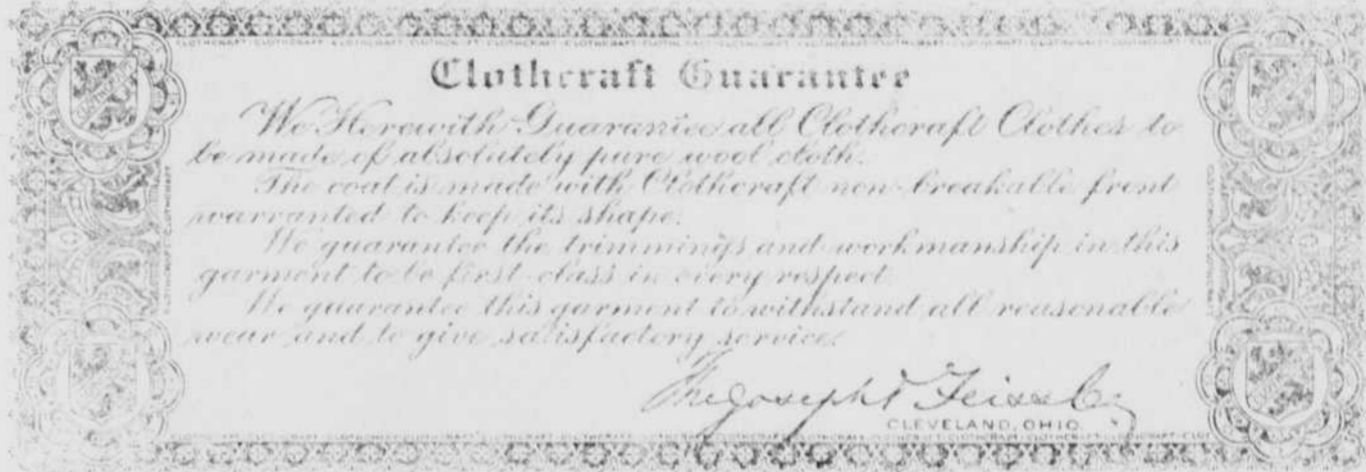 Clothcraft Guarantee
We Herewith Guarantee all Clothcraft Clothes to
be made of absolutely pure wool cloth.
The coat is made with Clothcraft non-breakable front
warranted to keep its shape.
We guarantee the trimmings and workmanship in this
garment to be first-class in every respect.
We guarantee this garment to withstand all reasonable
wear and to give satisfactory service.
The Joseph & Feiss Co
CLEVELAND, OHIO.